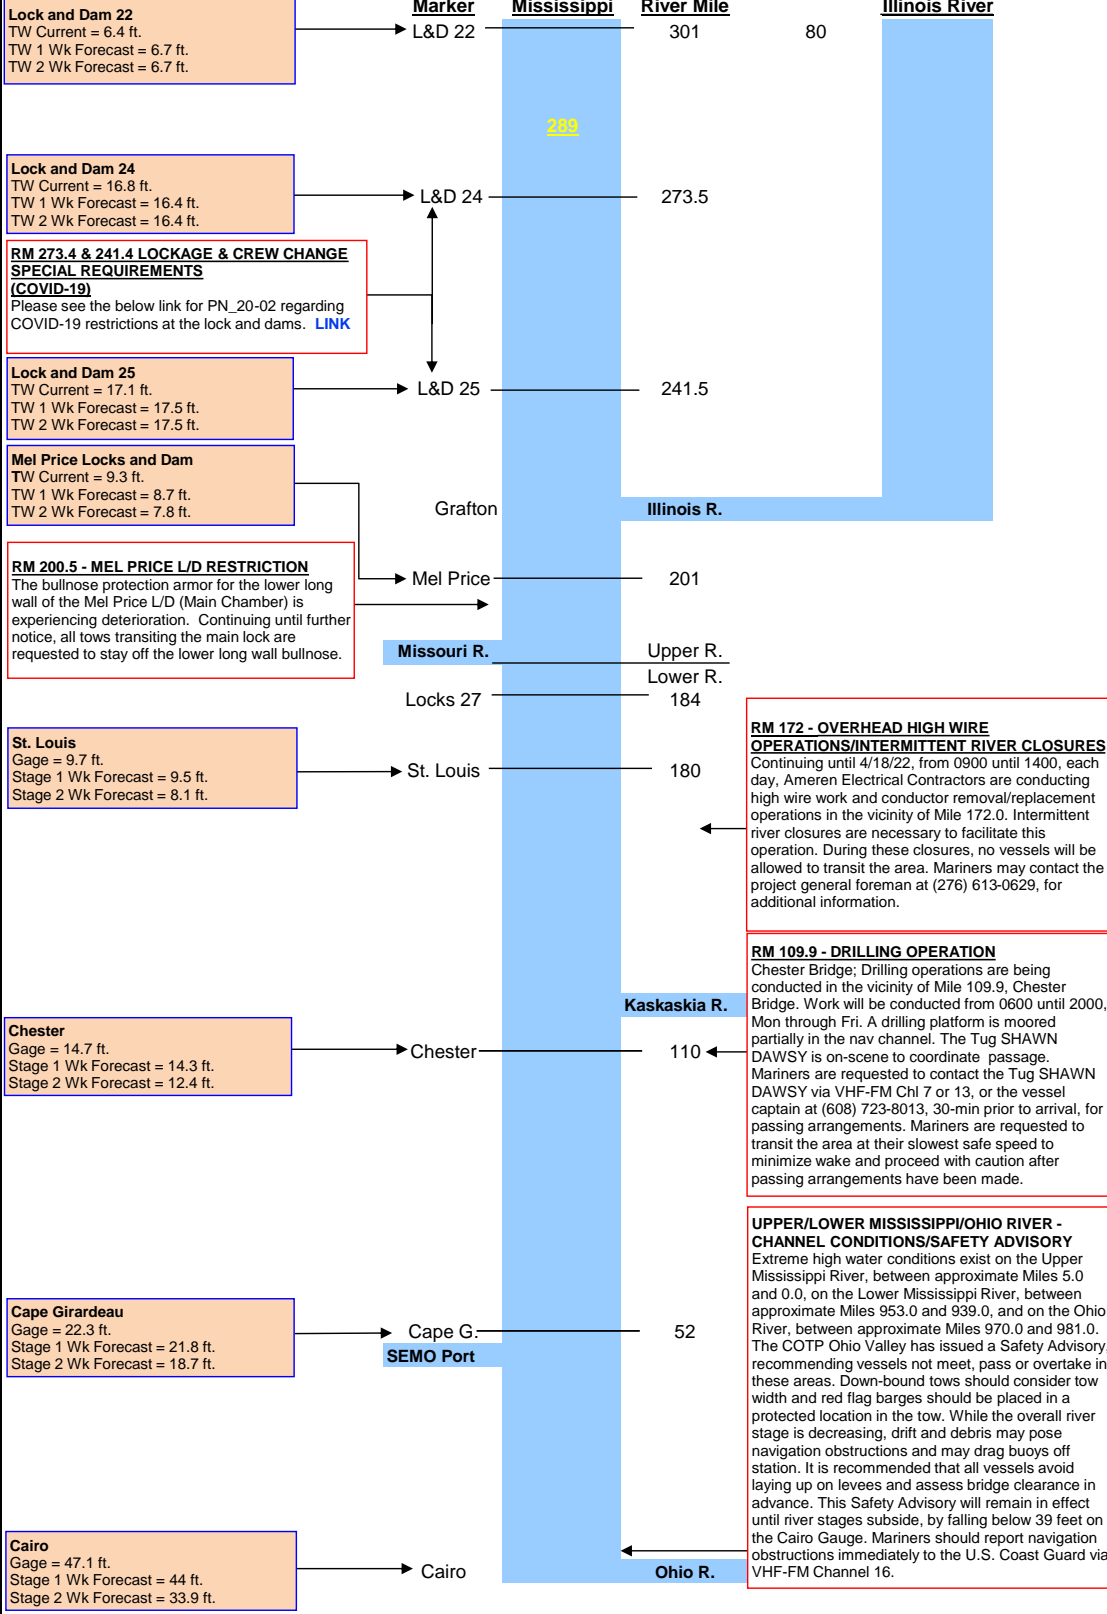 Marker Mississippi River Mile Illinois River
Lock and Dam 22
TW Current = 6.4 ft.
TW 1 Wk Forecast = 6.7 ft.
TW 2 Wk Forecast = 6.7 ft.
L&D 22 301 80
289
Lock and Dam 24
TW Current = 16.8 ft.
TW 1 Wk Forecast = 16.4 ft.
TW 2 Wk Forecast = 16.4 ft.
L&D 24 273.5
RM 273.4 & 241.4 LOCKAGE & CREW CHANGE
SPECIAL REQUIREMENTS
(COVID-19)
Please see the below link for PN_20-02 regarding
COVID-19 restrictions at the lock and dams. LINK
Lock and Dam 25
TW Current = 17.1 ft.
TW 1 Wk Forecast = 17.5 ft.
TW 2 Wk Forecast = 17.5 ft.
L&D 25 241.5
Mel Price Locks and Dam
TW Current = 9.3 ft.
TW 1 Wk Forecast = 8.7 ft.
TW 2 Wk Forecast = 7.8 ft.
Grafton Illinois R.
RM 200.5 - MEL PRICE L/D RESTRICTION
The bullnose protection armor for the lower long
wall of the Mel Price L/D (Main Chamber) is
experiencing deterioration. Continuing until further
notice, all tows transiting the main lock are
requested to stay off the lower long wall bullnose.
Mel Price 201
Missouri R. Upper R.
Lower R.
Locks 27 184
St. Louis
Gage = 9.7 ft.
Stage 1 Wk Forecast = 9.5 ft.
Stage 2 Wk Forecast = 8.1 ft.
St. Louis 180
RM 172 - OVERHEAD HIGH WIRE
OPERATIONS/INTERMITTENT RIVER CLOSURES
Continuing until 4/18/22, from 0900 until 1400, each
day, Ameren Electrical Contractors are conducting
high wire work and conductor removal/replacement
operations in the vicinity of Mile 172.0. Intermittent
river closures are necessary to facilitate this
operation. During these closures, no vessels will be
allowed to transit the area. Mariners may contact the
project general foreman at (276) 613-0629, for
additional information.
RM 109.9 - DRILLING OPERATION
Chester Bridge; Drilling operations are being
conducted in the vicinity of Mile 109.9, Chester
Bridge. Work will be conducted from 0600 until 2000,
Mon through Fri. A drilling platform is moored
partially in the nav channel. The Tug SHAWN
DAWSY is on-scene to coordinate passage.
Mariners are requested to contact the Tug SHAWN
DAWSY via VHF-FM Chl 7 or 13, or the vessel
captain at (608) 723-8013, 30-min prior to arrival, for
passing arrangements. Mariners are requested to
transit the area at their slowest safe speed to
minimize wake and proceed with caution after
passing arrangements have been made.
Kaskaskia R.
Chester
Gage = 14.7 ft.
Stage 1 Wk Forecast = 14.3 ft.
Stage 2 Wk Forecast = 12.4 ft.
Chester 110
UPPER/LOWER MISSISSIPPI/OHIO RIVER -
CHANNEL CONDITIONS/SAFETY ADVISORY
Extreme high water conditions exist on the Upper
Mississippi River, between approximate Miles 5.0
and 0.0, on the Lower Mississippi River, between
approximate Miles 953.0 and 939.0, and on the Ohio
River, between approximate Miles 970.0 and 981.0.
The COTP Ohio Valley has issued a Safety Advisory,
recommending vessels not meet, pass or overtake in
these areas. Down-bound tows should consider tow
width and red flag barges should be placed in a
protected location in the tow. While the overall river
stage is decreasing, drift and debris may pose
navigation obstructions and may drag buoys off
station. It is recommended that all vessels avoid
laying up on levees and assess bridge clearance in
advance. This Safety Advisory will remain in effect
until river stages subside, by falling below 39 feet on
the Cairo Gauge. Mariners should report navigation
obstructions immediately to the U.S. Coast Guard via
VHF-FM Channel 16.
Cape Girardeau
Gage = 22.3 ft.
Stage 1 Wk Forecast = 21.8 ft.
Stage 2 Wk Forecast = 18.7 ft.
Cape G. 52
SEMO Port
Cairo
Gage = 47.1 ft.
Stage 1 Wk Forecast = 44 ft.
Stage 2 Wk Forecast = 33.9 ft.
Cairo Ohio R.